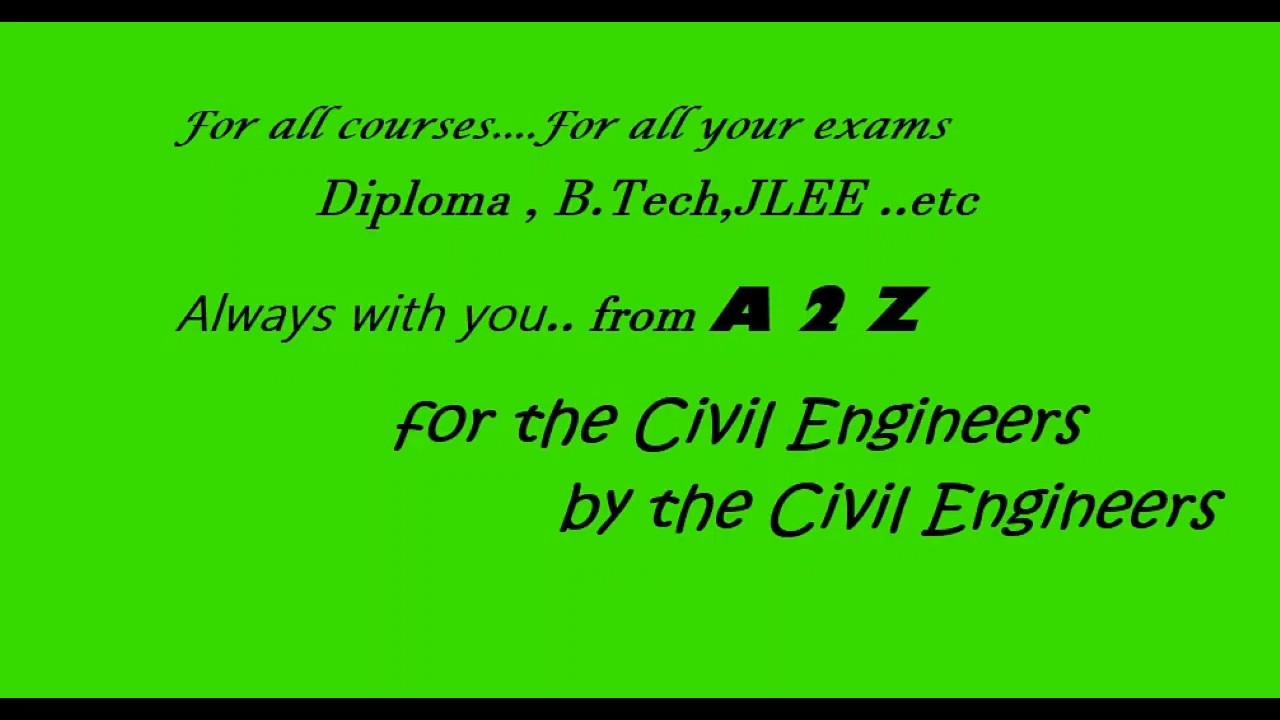 For all courses....For all your exams
Diploma , B.Tech,JLEE ..etc
Always with you.. from A 2 Z
for the Civil Engineers
by the Civil Engineers